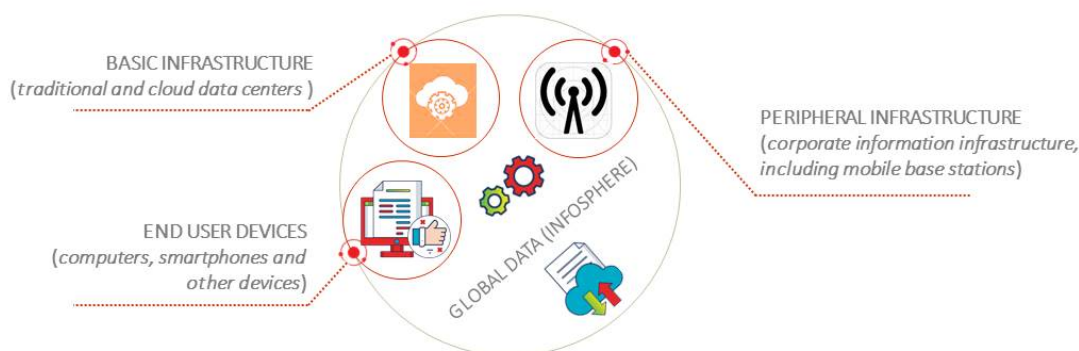 BASIC INFRASTRUCTURE
(traditional and cloud data centers )
PERIPHERAL INFRASTRUCTURE
(corporate information infrastructure,
including mobile base stations)
END USER DEVICES
(computers, smartphones and
other devices)
GLOBAL DATA (INFOSPHERE)